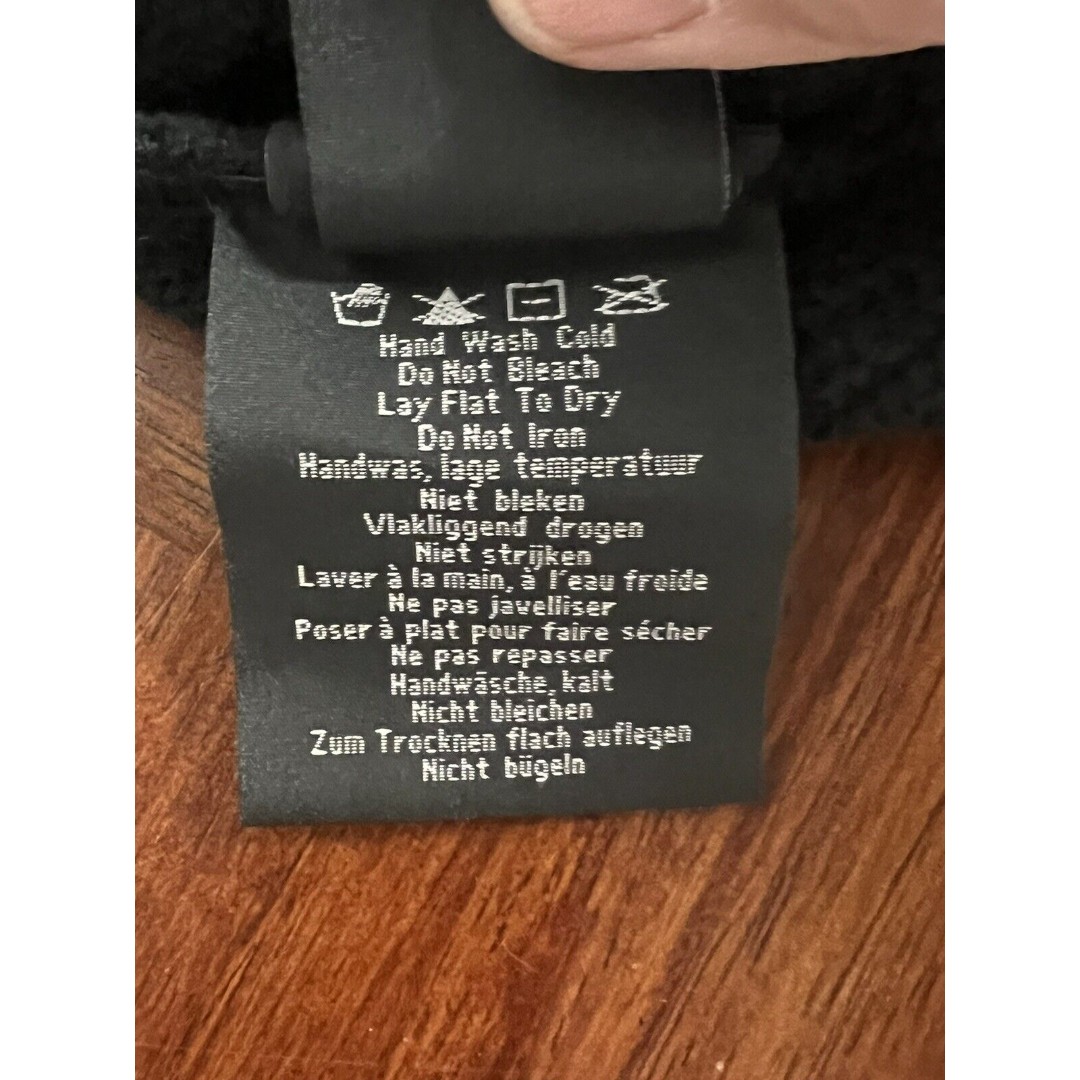 Hand Wash Cold
Do Not Bleach
Lay Flat To Dry
Do Not Iron
Handwas, lage temperatuur
Niet bleken
Vlakliggend drogen
Niet strijken
Laver à la main, à l'eau froide
Ne pas javelliser
Poser à plat pour faire sécher
Ne pas repasser
Handwäsche, kalt
Nicht bleichen
Zum Trocknen flach auflegen
Nicht bügeln